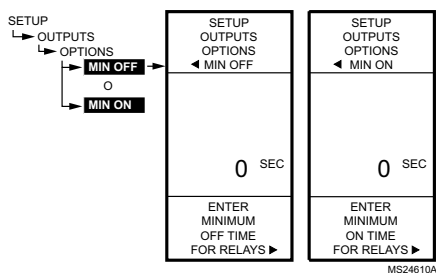 SETUP
OUTPUTS
OPTIONS
MIN OFF
O
MIN ON
SETUP
OUTPUTS
OPTIONS
◄ MIN OFF
0 SEC
ENTER
MINIMUM
OFF TIME
FOR RELAYS ►
SETUP
OUTPUTS
OPTIONS
◄ MIN ON
0 SEC
ENTER
MINIMUM
ON TIME
FOR RELAYS ►
MS24610A